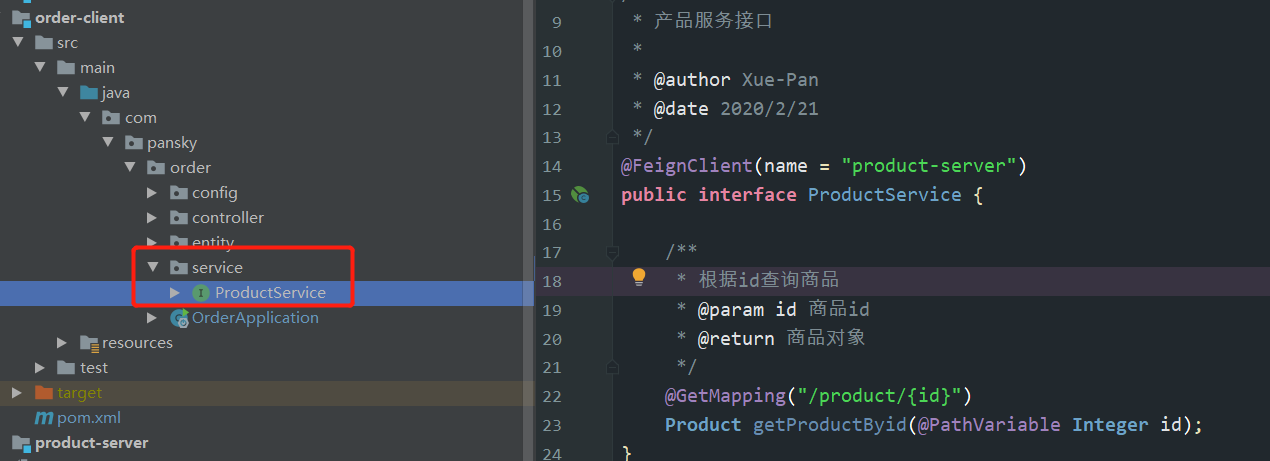 order-client
src
main
java
com
pansky
order
config
controller
entity
service
ProductService
OrderApplication
resources
test
target
pom.xml
product-server
9 * 产品服务接口
10 *
11 * @author Xue-Pan
12 * @date 2020/2/21
13 */
14 @FeignClient(name = "product-server")
15 public interface ProductService {
16
17 /**
18 * 根据id查询商品
19 * @param id 商品id
20 * @return 商品对象
21 */
22 @GetMapping("/product/{id}")
23 Product getProductByid(@PathVariable Integer id);
24 }